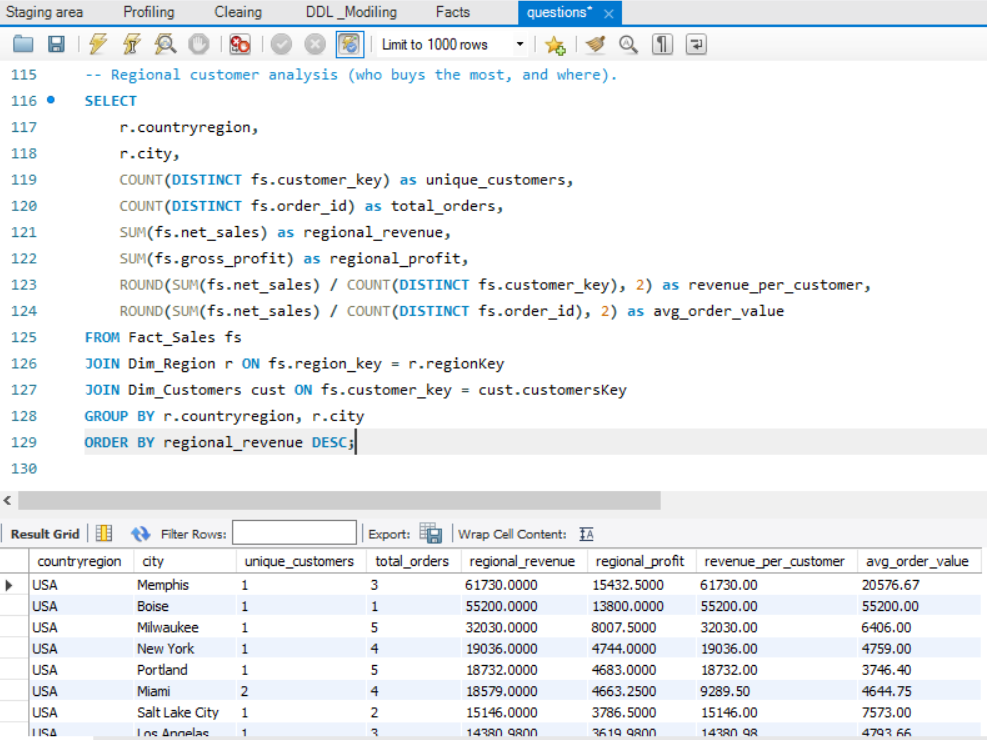 Staging area Profiling Cleaing DDL _Modiling Facts questions*
Limit to 1000 rows
115 -- Regional customer analysis (who buys the most, and where).
116 SELECT
117 r.countryregion,
118 r.city,
119 COUNT(DISTINCT fs.customer_key) as unique_customers,
120 COUNT(DISTINCT fs.order_id) as total_orders,
121 SUM(fs.net_sales) as regional_revenue,
122 SUM(fs.gross_profit) as regional_profit,
123 ROUND(SUM(fs.net_sales) / COUNT(DISTINCT fs.customer_key), 2) as revenue_per_customer,
124 ROUND(SUM(fs.net_sales) / COUNT(DISTINCT fs.order_id), 2) as avg_order_value
125 FROM Fact_Sales fs
126 JOIN Dim_Region r ON fs.region_key = r.regionKey
127 JOIN Dim_Customers cust ON fs.customer_key = cust.customersKey
128 GROUP BY r.countryregion, r.city
129 ORDER BY regional_revenue DESC;
130
Result Grid Filter Rows: Export: Wrap Cell Content:
countryregion city unique_customers total_orders regional_revenue regional_profit revenue_per_customer avg_order_value
USA Memphis 1 3 61730.0000 15432.5000 61730.00 20576.67
USA Boise 1 1 55200.0000 13800.0000 55200.00 55200.00
USA Milwaukee 1 5 32030.0000 8007.5000 32030.00 6406.00
USA New York 1 4 19036.0000 4744.0000 19036.00 4759.00
USA Portland 1 5 18732.0000 4683.0000 18732.00 3746.40
USA Miami 2 4 18579.0000 4663.2500 9289.50 4644.75
USA Salt Lake City 1 2 15146.0000 3786.5000 15146.00 7573.00
USA Los Angelas 1 3 14380.9800 3619.9800 14380.98 4793.66